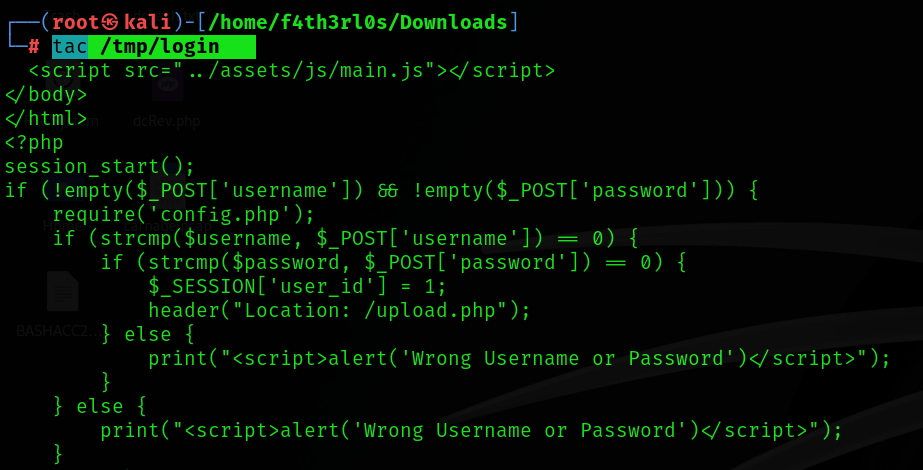 ┌──(root㉿kali)-[/home/f4th3rl0s/Downloads]
└─# tac /tmp/login
  <script src="../assets/js/main.js"></script>
</body>
</html>
<?php
session_start();
if (!empty($_POST['username']) && !empty($_POST['password'])) {
    require('config.php');
    if (strcmp($username, $_POST['username']) == 0) {
        if (strcmp($password, $_POST['password']) == 0) {
            $_SESSION['user_id'] = 1;
            header("Location: /upload.php");
        } else {
            print("<script>alert('Wrong Username or Password')</script>");
        }
    } else {
        print("<script>alert('Wrong Username or Password')</script>");
    }
dcRev.php
BASHACC2...